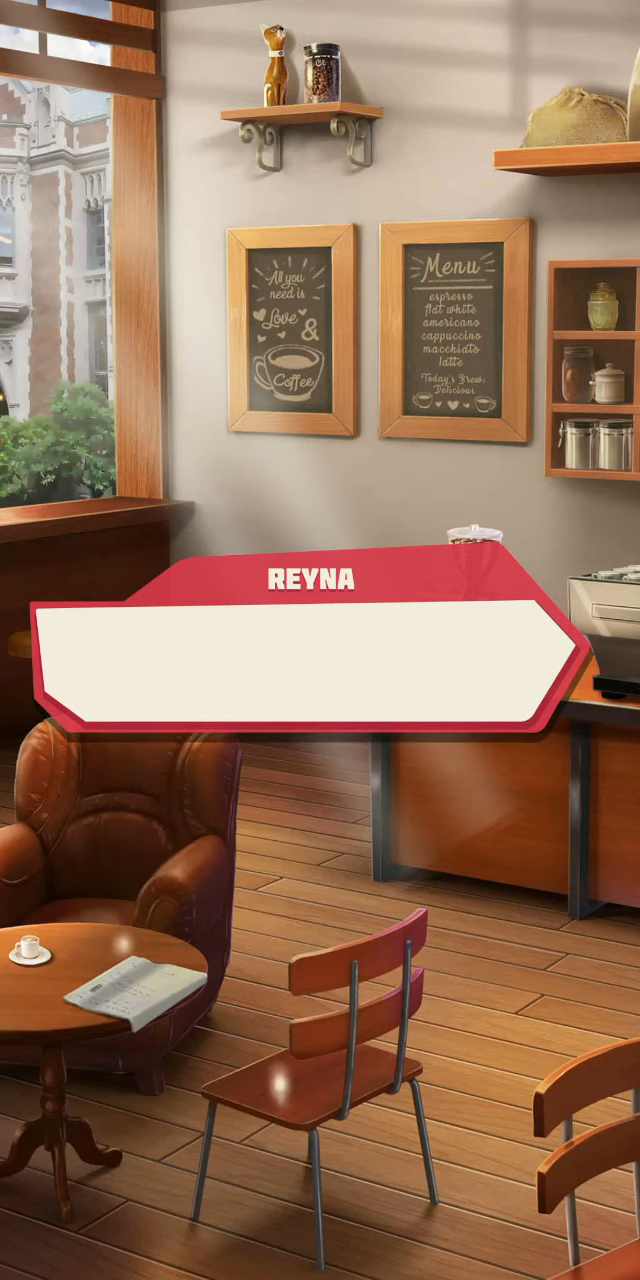 All you
need is
Love
&
Coffee
Menu
espresso
flat white
americano
cappuccino
macchiato
latte
Today's Brew:
Delicious
REYNA